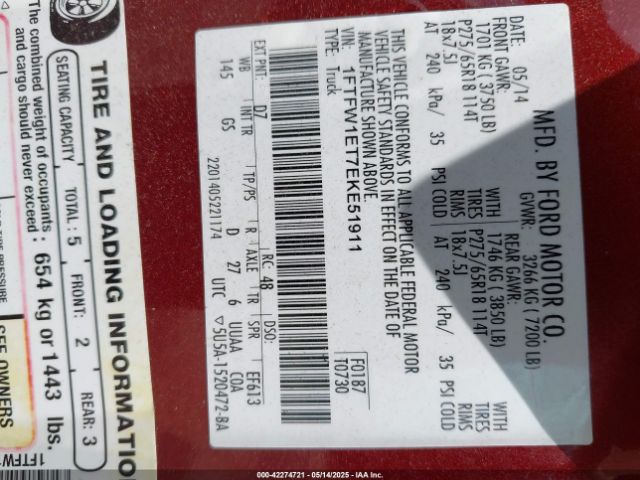 MFD. BY FORD MOTOR CO.
DATE: 05/14
GVWR: 3266 KG ( 7200 LB)
FRONT GAWR:
1701 KG ( 3750 LB)
P275/65R18 114T
18x7.5J
AT 240 kPa/ 35 PSI COLD
WITH
TIRES
RIMS
REAR GAWR:
1746 KG ( 3850 LB)
P275/65R18 114T
18x7.5J
AT 240 kPa/ 35 PSI COLD
WITH
TIRES
RIMS
THIS VEHICLE CONFORMS TO ALL APPLICABLE FEDERAL MOTOR
VEHICLE SAFETY STANDARDS IN EFFECT ON THE DATE OF
MANUFACTURE SHOWN ABOVE.
VIN: 1FTFW1ET7EKE51911
TYPE: Truck
F0187
T0730
EXT PNT: D7 RC: 48 DSO:
WB INT TR TP/PS R AXLE TR SPR EF613
145 GS D 27 6 UUAA COA
2201405221174 UTC ▽5U5A-1520472-BA
TIRE AND LOADING INFORMATIO
SEATING CAPACITY TOTAL: 5 FRONT: 2 REAR: 3
The combined weight of occupants
and cargo should never exceed : 654 kg or 1443 lbs.
TIRE PRESSURE
SEE OWNERS
1FTFW
000-42274721 - 05/14/2025 - IAAI, Inc.